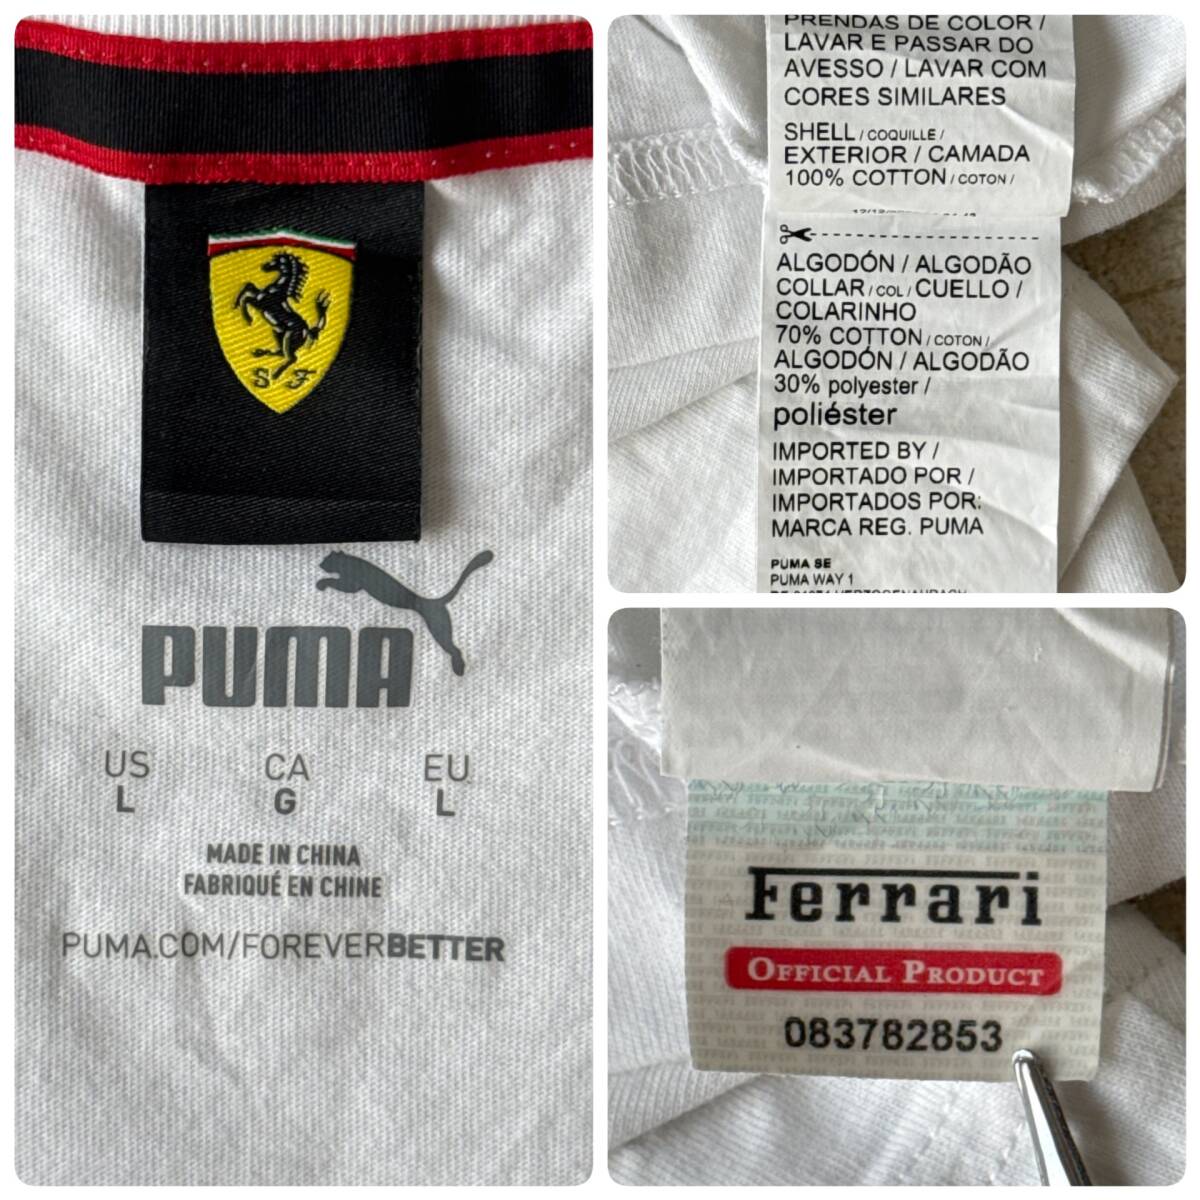 S F
PUMA
US CA EU
L G L
MADE IN CHINA
FABRIQUÉ EN CHINE
PUMA.COM/FOREVERBETTER
PRENDAS DE COLOR /
LAVAR E PASSAR DO
AVESSO / LAVAR COM
CORES SIMILARES
SHELL / COQUILLE /
EXTERIOR / CAMADA
100% COTTON / COTON /
ALGODÓN / ALGODÃO
COLLAR / COL / CUELLO /
COLARINHO
70% COTTON / COTON /
ALGODÓN / ALGODÃO
30% polyester /
poliéster
IMPORTED BY /
IMPORTADO POR /
IMPORTADOS POR:
MARCA REG. PUMA
PUMA SE
PUMA WAY 1
Ferrari
OFFICIAL PRODUCT
083782853